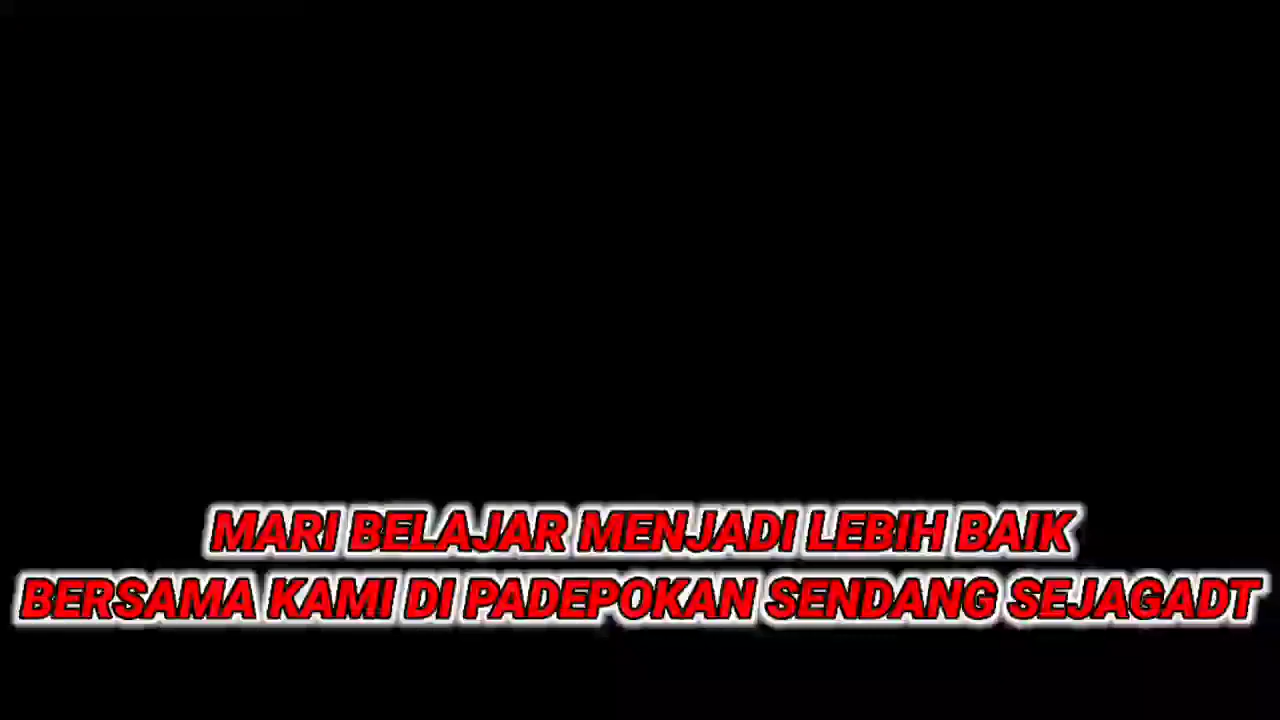 MARI BELAJAR MENJADI LEBIH BAIK
BERSAMA KAMI DI PADEPOKAN SENDANG SEJAGADT